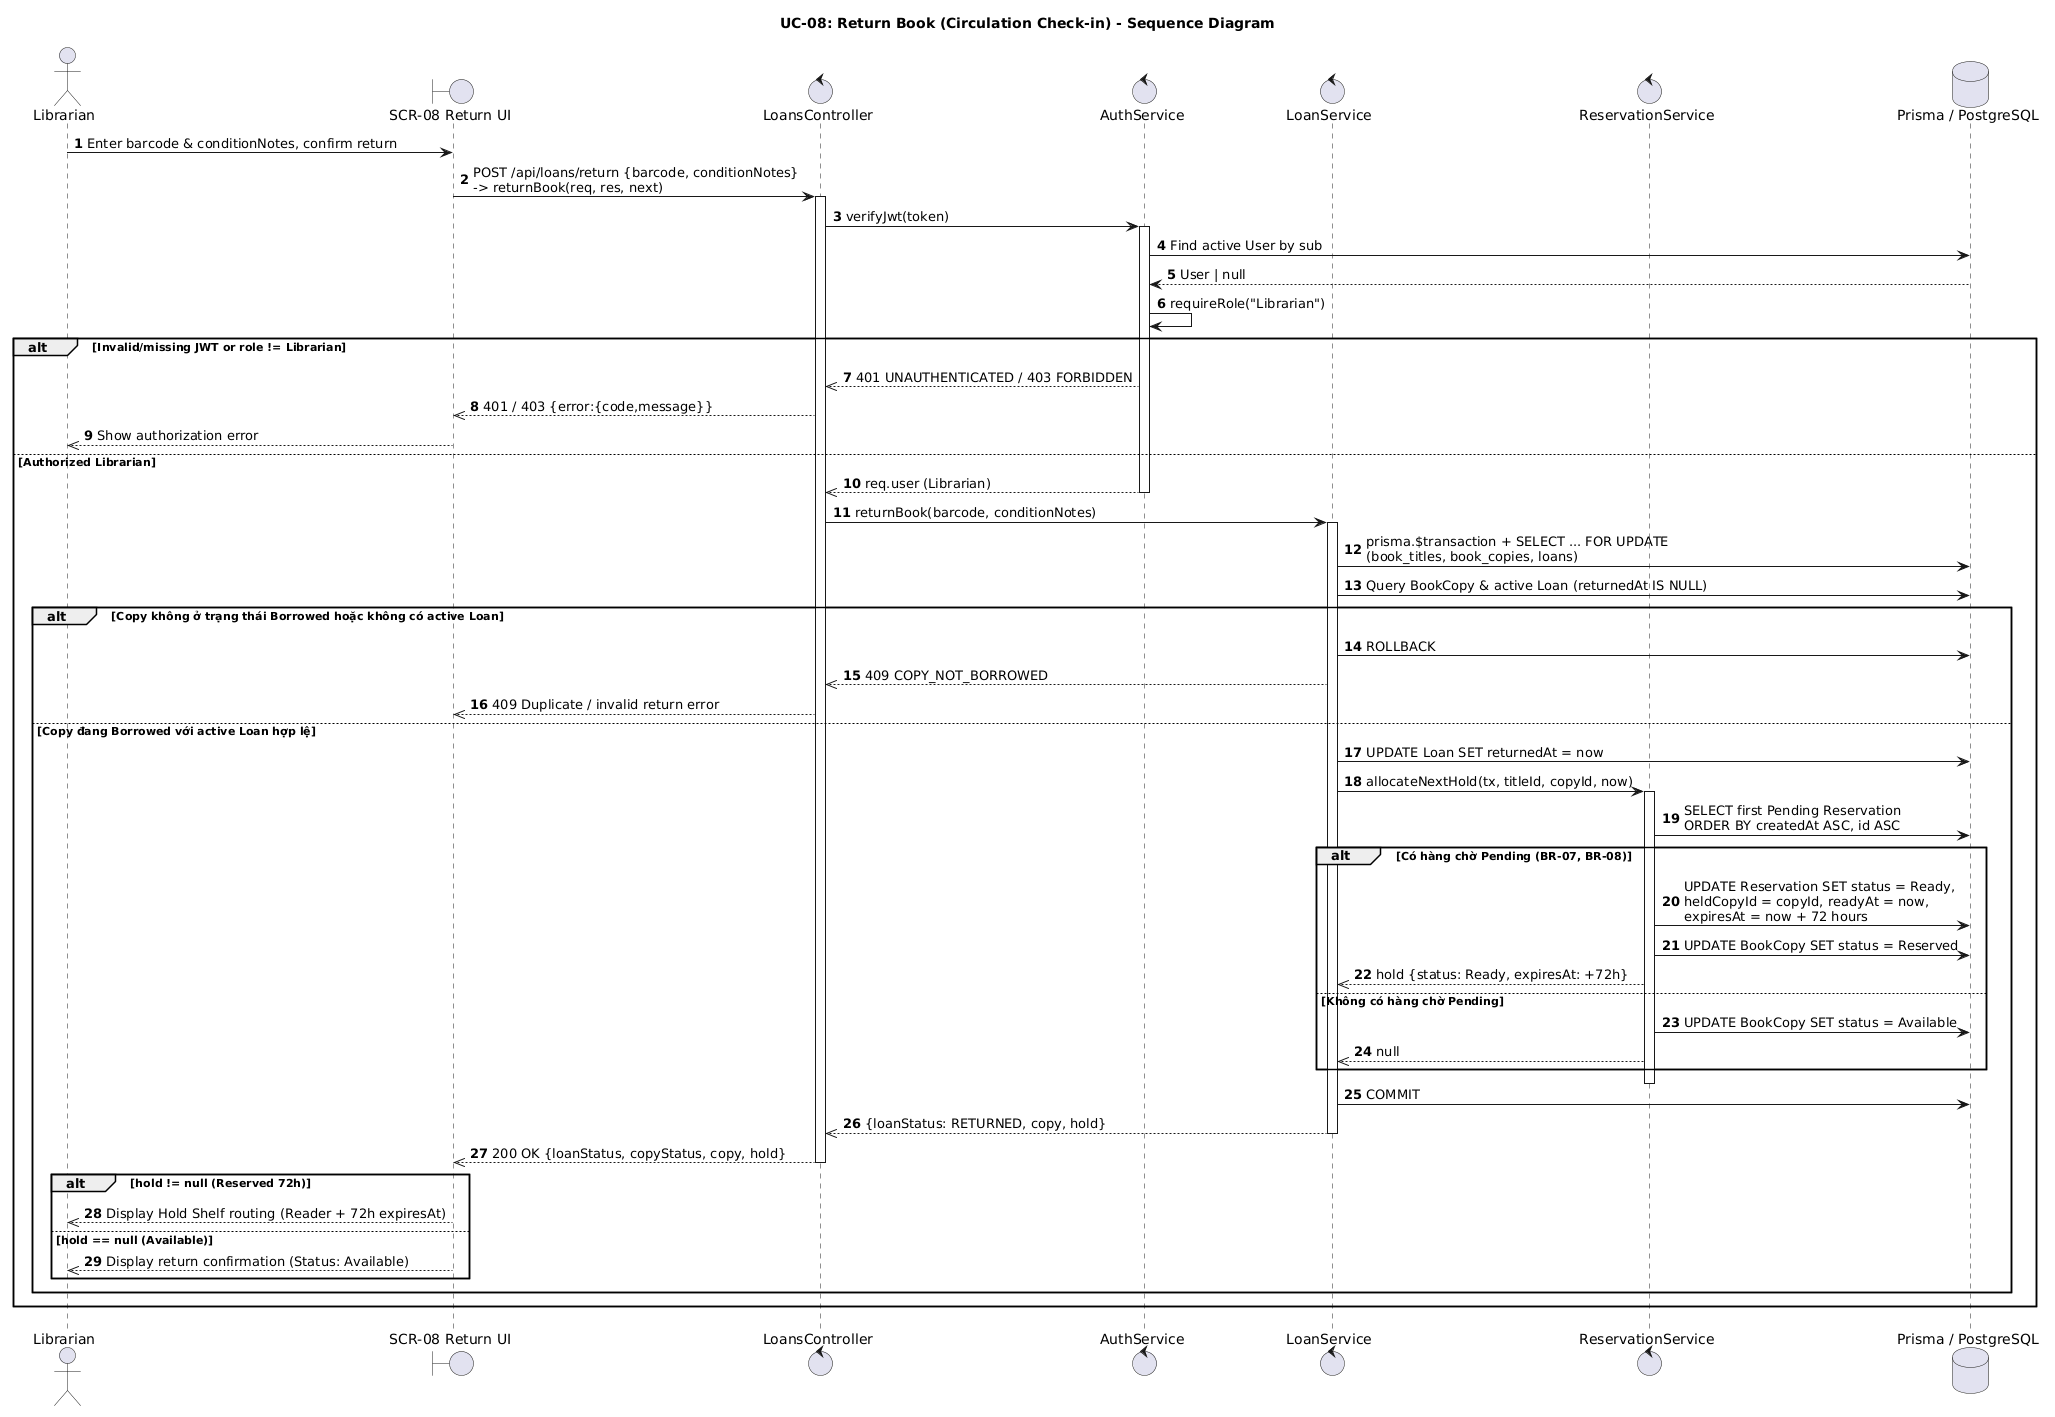 UC-08: Return Book (Circulation Check-in) - Sequence Diagram
Librarian
SCR-08 Return UI
LoansController
AuthService
LoanService
ReservationService
Prisma / PostgreSQL
1 Enter barcode & conditionNotes, confirm return
2 POST /api/loans/return {barcode, conditionNotes}
-> returnBook(req, res, next)
3 verifyJwt(token)
4 Find active User by sub
5 User | null
6 requireRole("Librarian")
alt [Invalid/missing JWT or role != Librarian]
7 401 UNAUTHENTICATED / 403 FORBIDDEN
8 401 / 403 {error:{code,message}}
9 Show authorization error
[Authorized Librarian]
10 req.user (Librarian)
11 returnBook(barcode, conditionNotes)
12 prisma.$transaction + SELECT ... FOR UPDATE
(book_titles, book_copies, loans)
13 Query BookCopy & active Loan (returnedAt IS NULL)
alt [Copy không ở trạng thái Borrowed hoặc không có active Loan]
14 ROLLBACK
15 409 COPY_NOT_BORROWED
16 409 Duplicate / invalid return error
[Copy đang Borrowed với active Loan hợp lệ]
17 UPDATE Loan SET returnedAt = now
18 allocateNextHold(tx, titleId, copyId, now)
19 SELECT first Pending Reservation
ORDER BY createdAt ASC, id ASC
alt [Có hàng chờ Pending (BR-07, BR-08)]
20 UPDATE Reservation SET status = Ready,
heldCopyId = copyId, readyAt = now,
expiresAt = now + 72 hours
21 UPDATE BookCopy SET status = Reserved
22 hold {status: Ready, expiresAt: +72h}
[Không có hàng chờ Pending]
23 UPDATE BookCopy SET status = Available
24 null
25 COMMIT
26 {loanStatus: RETURNED, copy, hold}
27 200 OK {loanStatus, copyStatus, copy, hold}
alt [hold != null (Reserved 72h)]
28 Display Hold Shelf routing (Reader + 72h expiresAt)
[hold == null (Available)]
29 Display return confirmation (Status: Available)
Librarian
SCR-08 Return UI
LoansController
AuthService
LoanService
ReservationService
Prisma / PostgreSQL